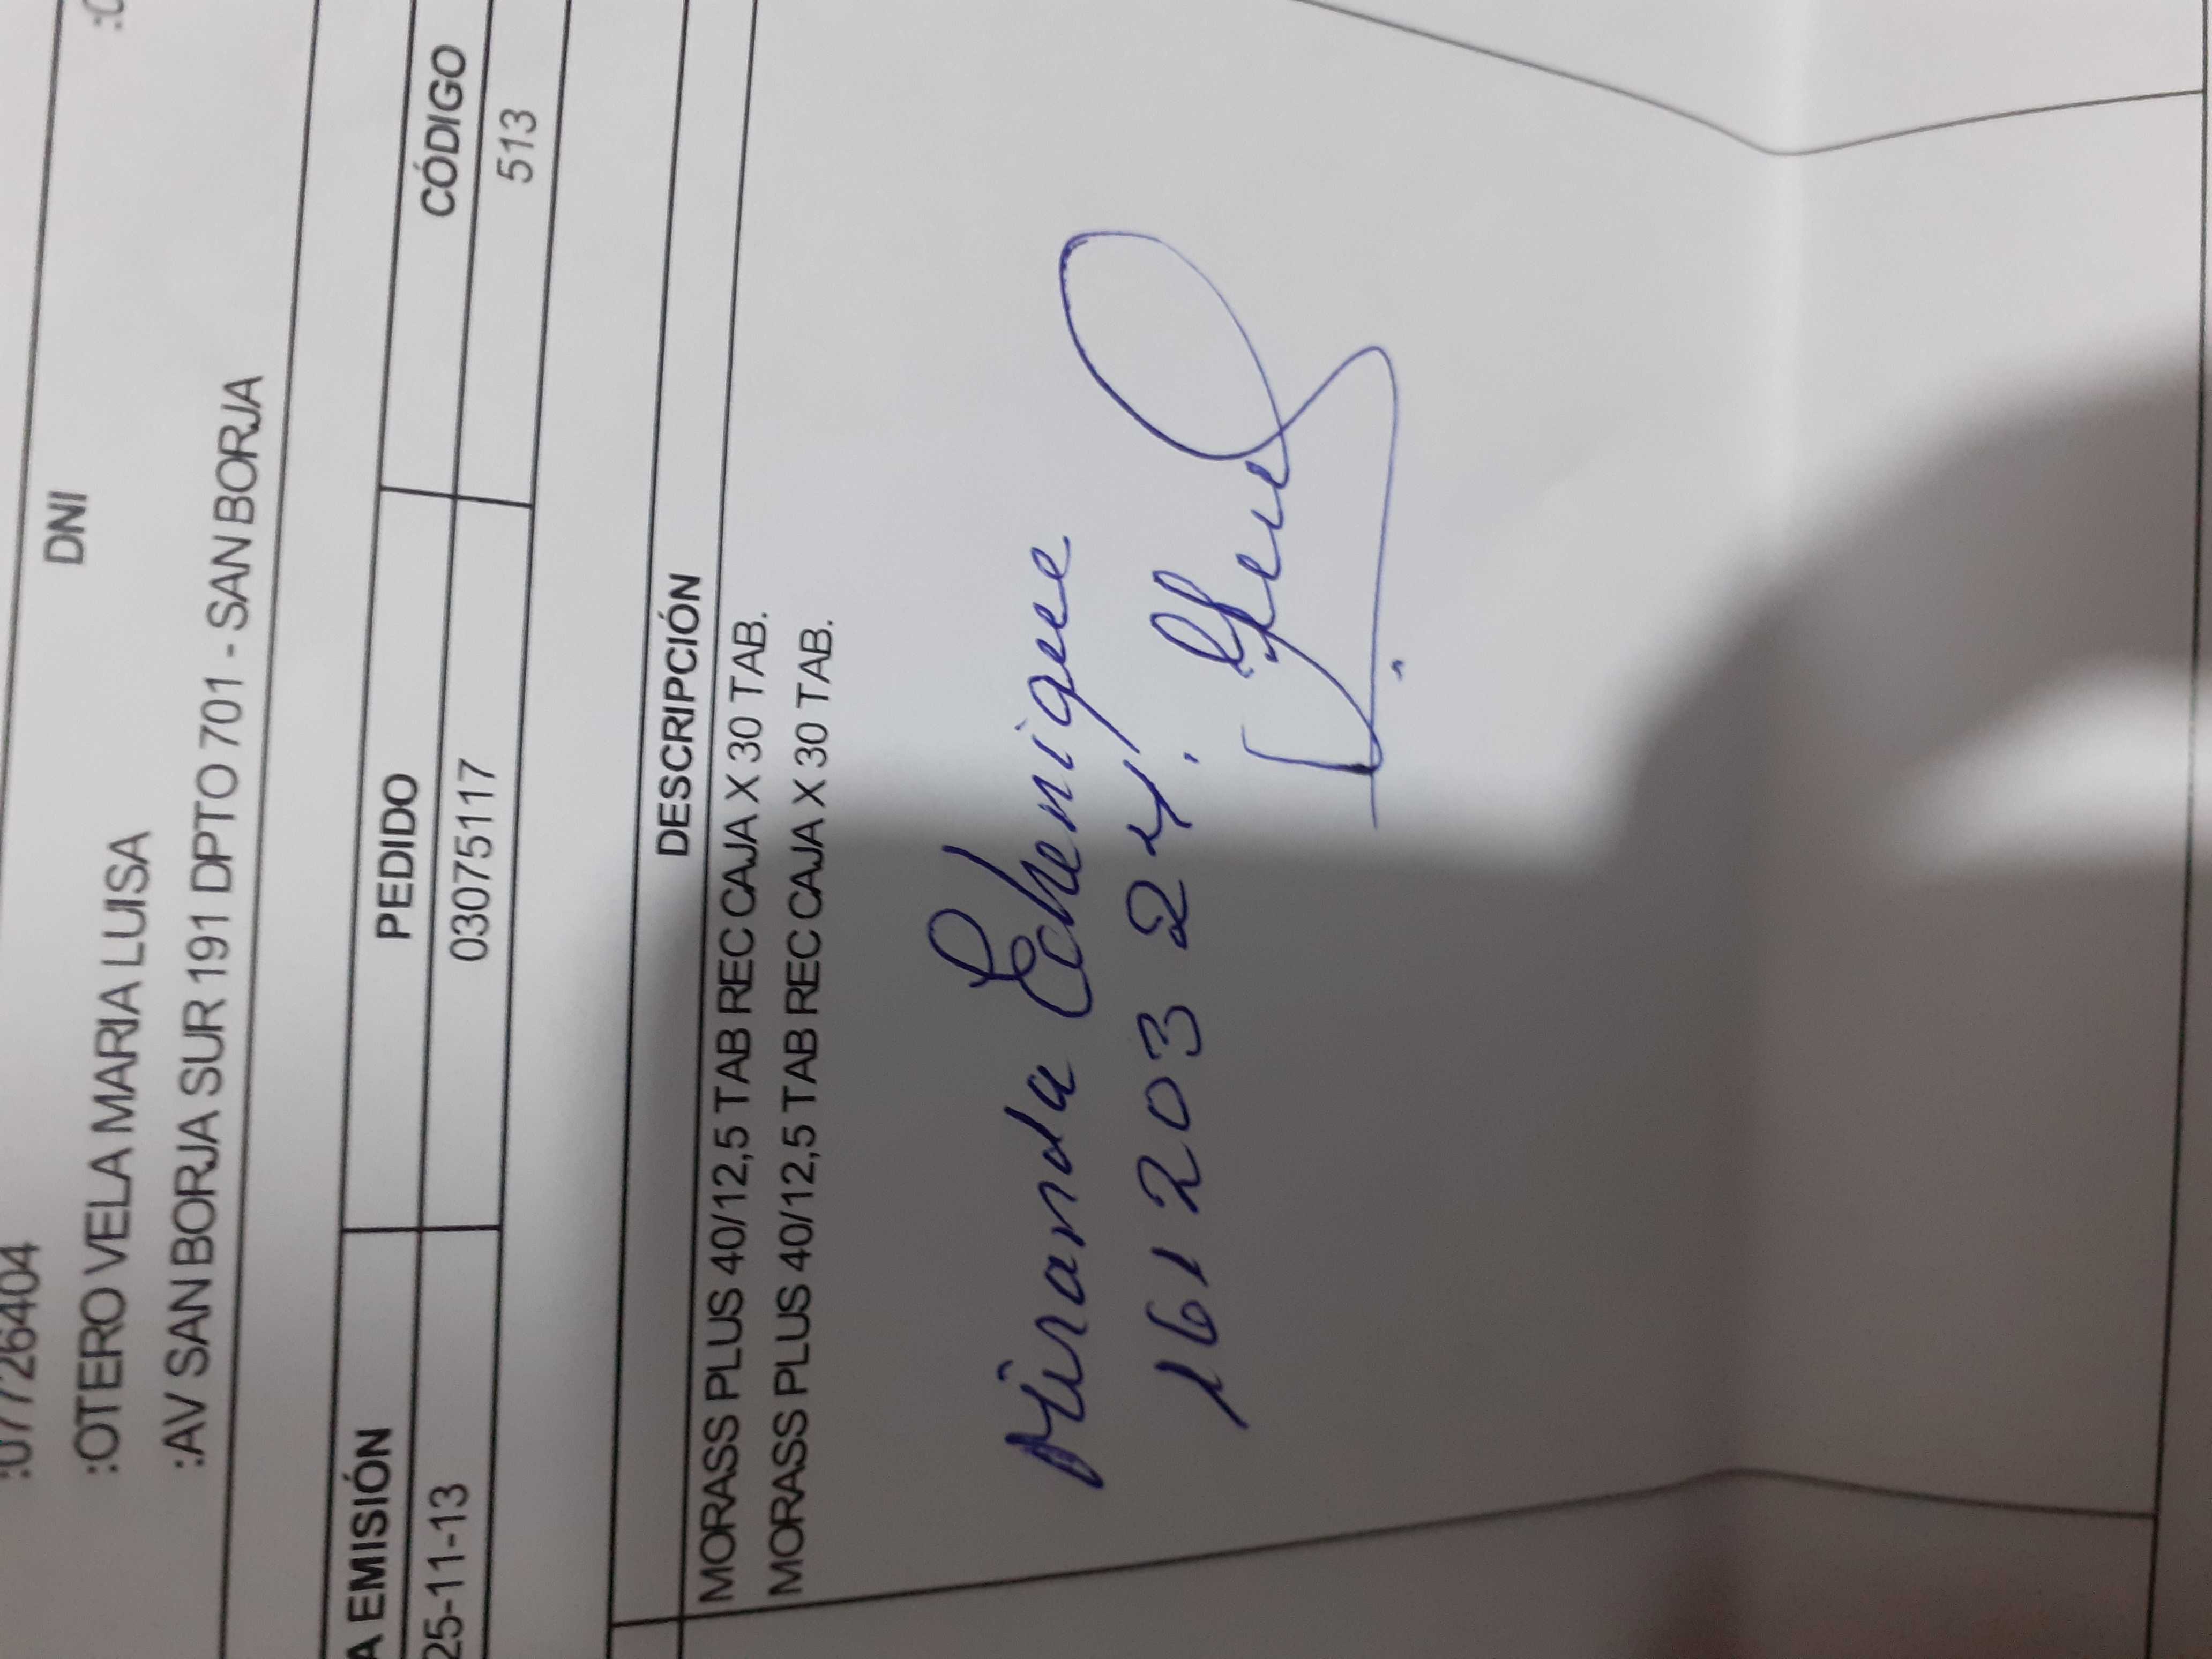 :07726404
DNI
:OTERO VELA MARIA LUISA
:AV SAN BORJA SUR 191 DPTO 701 - SAN BORJA
A EMISIÓN PEDIDO CÓDIGO
25-11-13 03075117 513
DESCRIPCIÓN
MORASS PLUS 40/12,5 TAB REC CAJA X 30 TAB.
MORASS PLUS 40/12,5 TAB REC CAJA X 30 TAB.
Miranda Echenique
161 203 24.